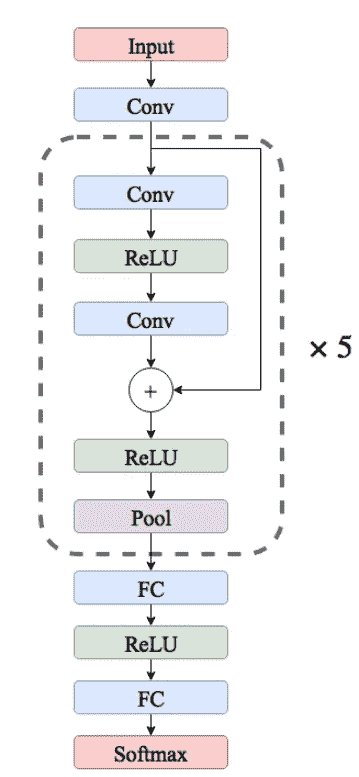 Input
Conv
Conv
ReLU
Conv
+
× 5
ReLU
Pool
FC
ReLU
FC
Softmax